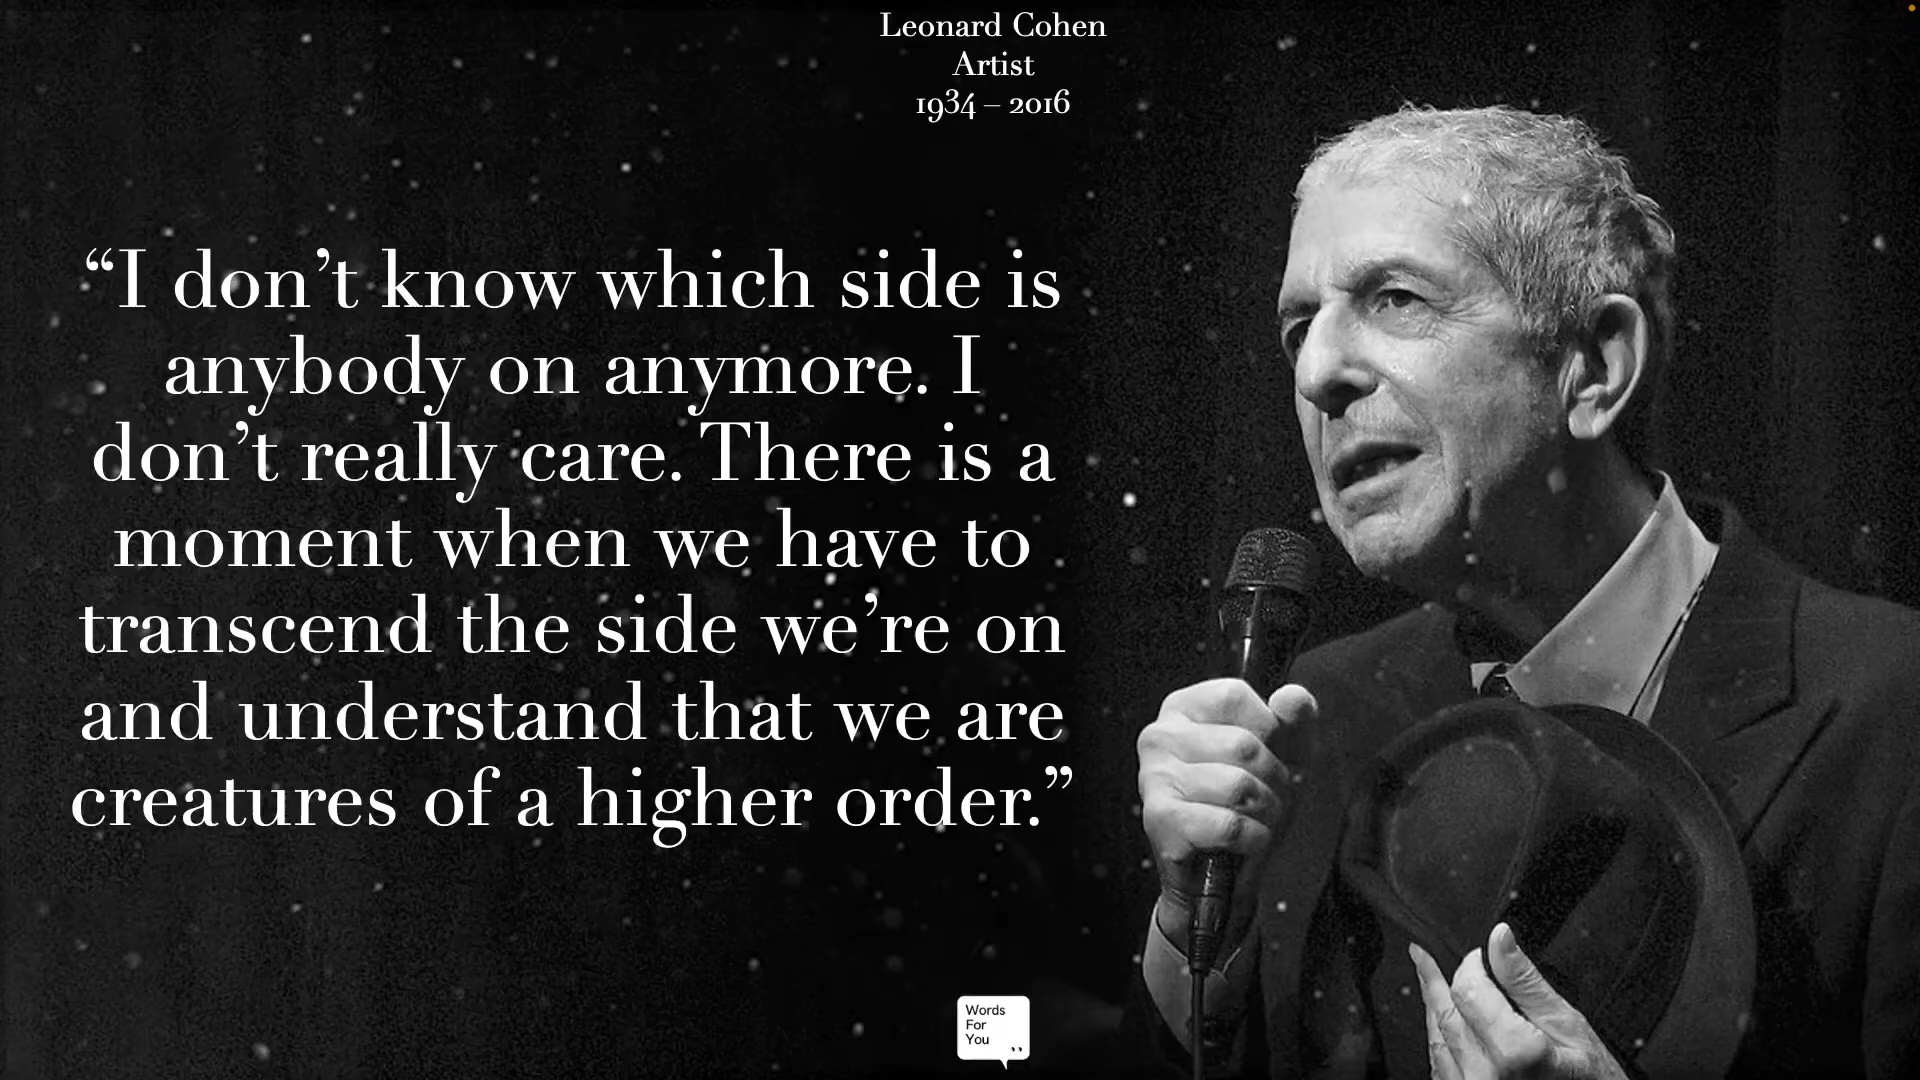 Leonard Cohen
Artist
1934 – 2016
“I don’t know which side is
anybody on anymore. I
don’t really care. There is a
moment when we have to
transcend the side we’re on
and understand that we are
creatures of a higher order.”
Words
For
You
,,